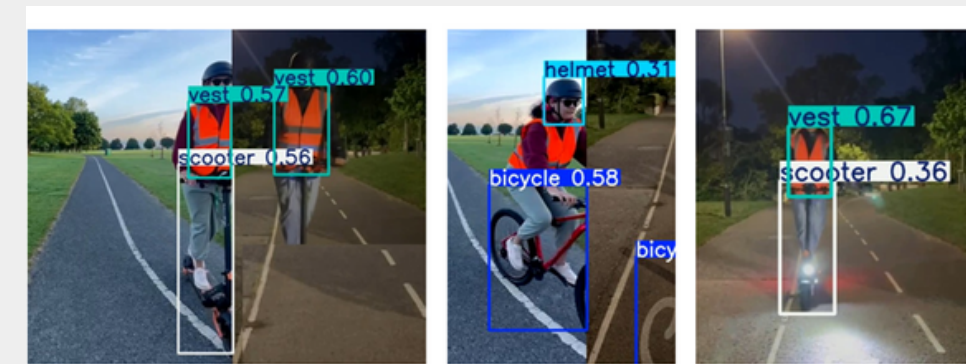 vest 0.60
vest 0.57
scooter 0.56
helmet 0.31
bicycle 0.58
bicy
vest 0.67
scooter 0.36